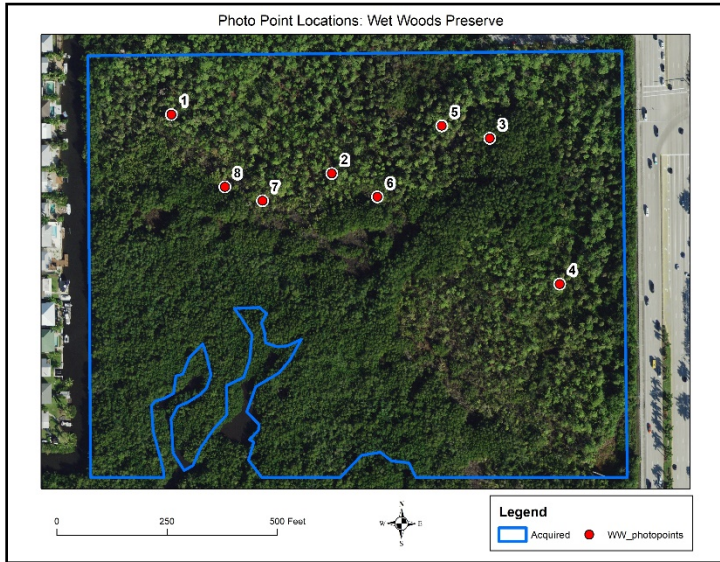 Photo Point Locations: Wet Woods Preserve
1
5
3
2
8
7
6
4
N
W E
S
0 250 500 Feet
Legend
Acquired WW_photopoints